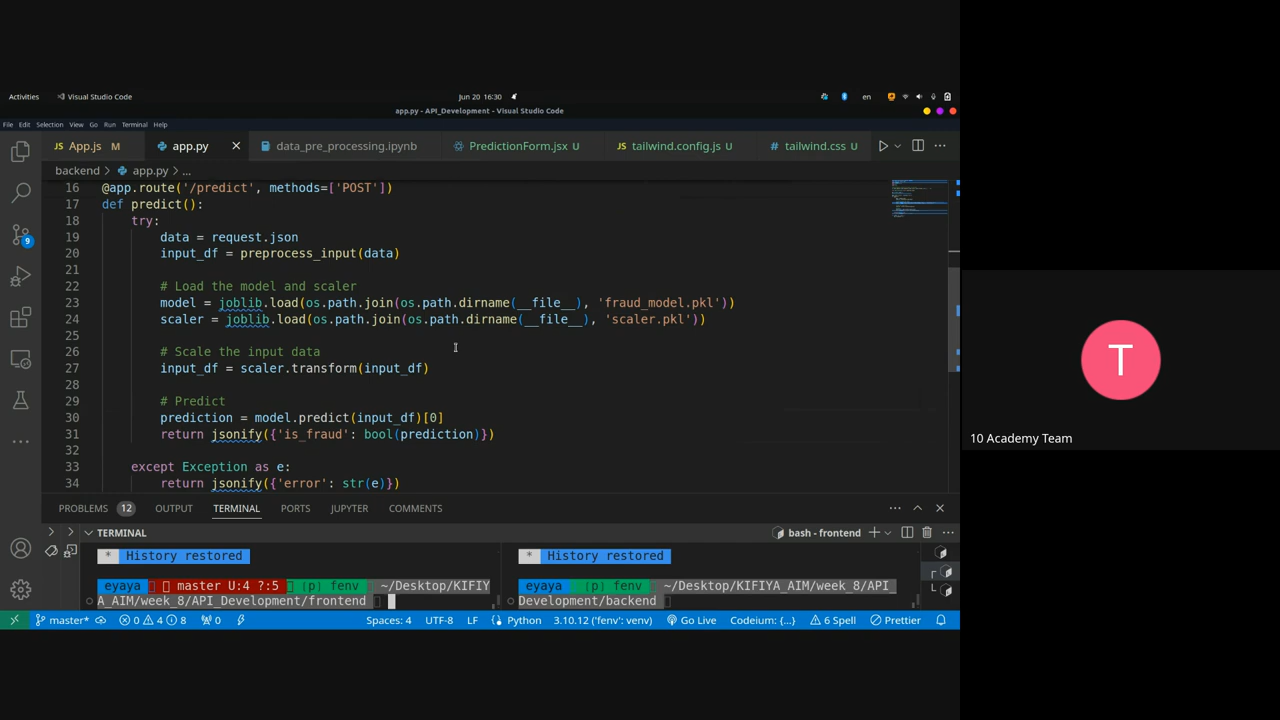 Activities
Visual Studio Code
Jun 20 16:30
en
app.py - API_Development - Visual Studio Code
File Edit Selection View Go Run Terminal Help
JS App.js M
app.py
data_pre_processing.ipynb
PredictionForm.jsx U
JS tailwind.config.js U
# tailwind.css U
backend > app.py > ...
16 @app.route('/predict', methods=['POST'])
17 def predict():
18 try:
19 data = request.json
20 input_df = preprocess_input(data)
21
22 # Load the model and scaler
23 model = joblib.load(os.path.join(os.path.dirname(__file__), 'fraud_model.pkl'))
24 scaler = joblib.load(os.path.join(os.path.dirname(__file__), 'scaler.pkl'))
25
26 # Scale the input data
27 input_df = scaler.transform(input_df)
28
29 # Predict
30 prediction = model.predict(input_df)[0]
31 return jsonify({'is_fraud': bool(prediction)})
32
33 except Exception as e:
34 return jsonify({'error': str(e)})
9
PROBLEMS 12 OUTPUT TERMINAL PORTS JUPYTER COMMENTS
TERMINAL
bash - frontend
* History restored
eyaya master U:4 ?:5 (p) fenv ~/Desktop/KIFIY
A_AIM/week_8/API_Development/frontend
* History restored
eyaya (p) fenv ~/Desktop/KIFIYA_AIM/week_8/API_
Development/backend
master* 0 4 8 0 Spaces: 4 UTF-8 LF Python 3.10.12 ('fenv': venv) Go Live Codeium: {...} 6 Spell Prettier
T
10 Academy Team